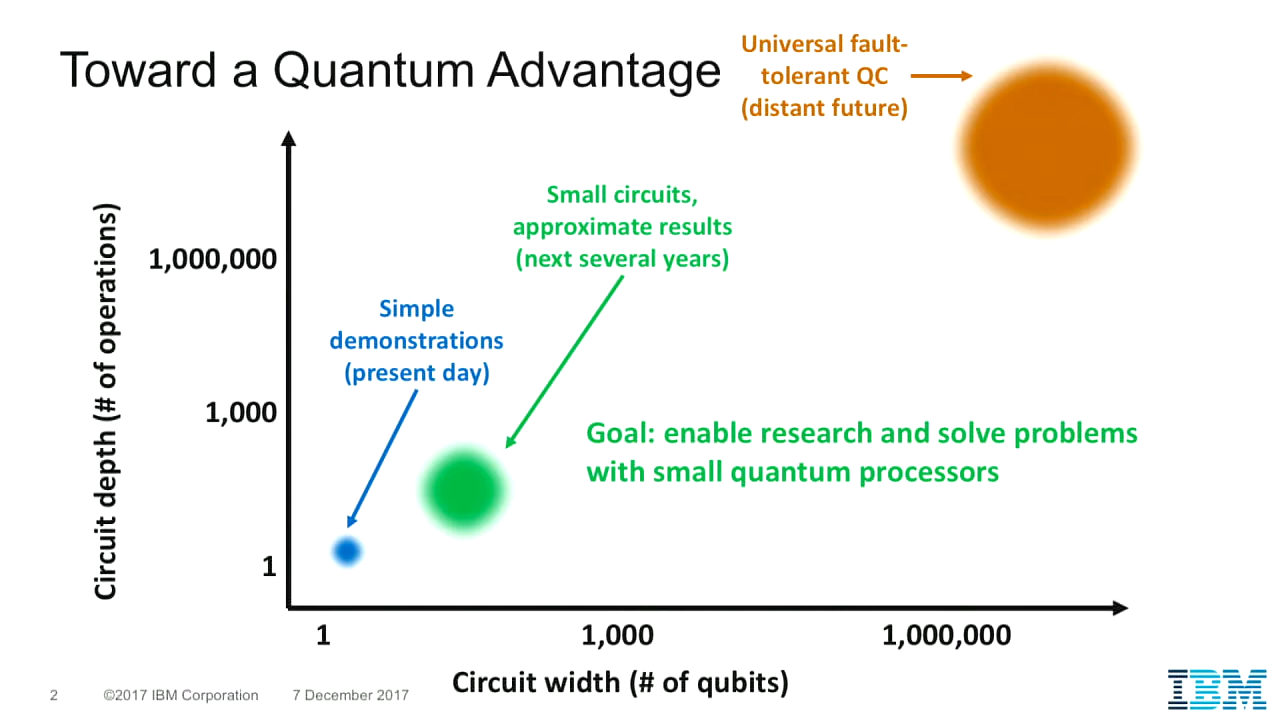 Toward a Quantum Advantage
Universal fault-
tolerant QC
(distant future)
Small circuits,
approximate results
(next several years)
Simple
demonstrations
(present day)
Goal: enable research and solve problems
with small quantum processors
Circuit depth (# of operations)
1,000,000
1,000
1
1
1,000
1,000,000
Circuit width (# of qubits)
2
©2017 IBM Corporation
7 December 2017
IBM